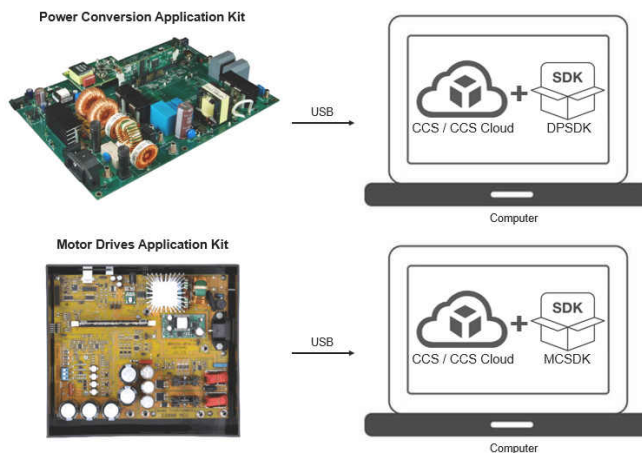 Power Conversion Application Kit
USB
SDK
CCS / CCS Cloud
DPSDK
Computer
Motor Drives Application Kit
USB
SDK
CCS / CCS Cloud
MCSDK
Computer